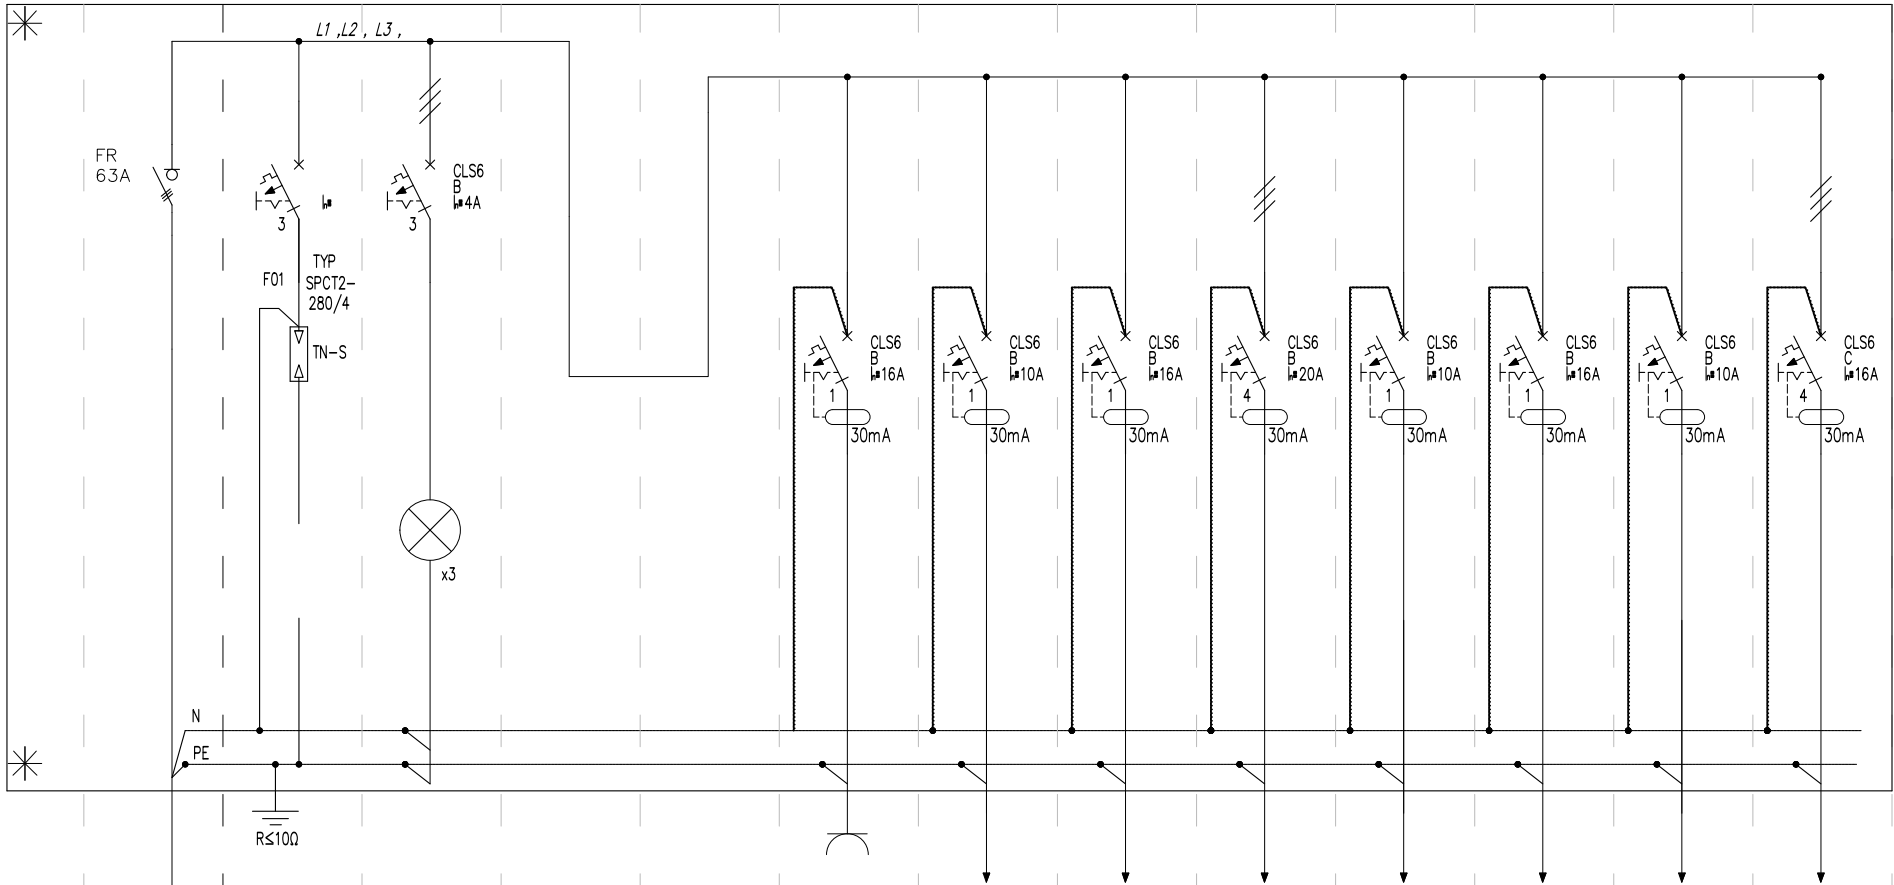 L1 ,L2 , L3 ,
FR
63A
3
TYP
F01
SPCT2-
280/4
TN-S
CLS6
B
4A
3
x3
CLS6
B
16A
1
30mA
CLS6
B
10A
1
30mA
CLS6
B
16A
1
30mA
CLS6
B
20A
4
30mA
CLS6
B
10A
1
30mA
CLS6
B
16A
1
30mA
CLS6
B
10A
1
30mA
CLS6
C
16A
4
30mA
N
PE
R≤10Ω